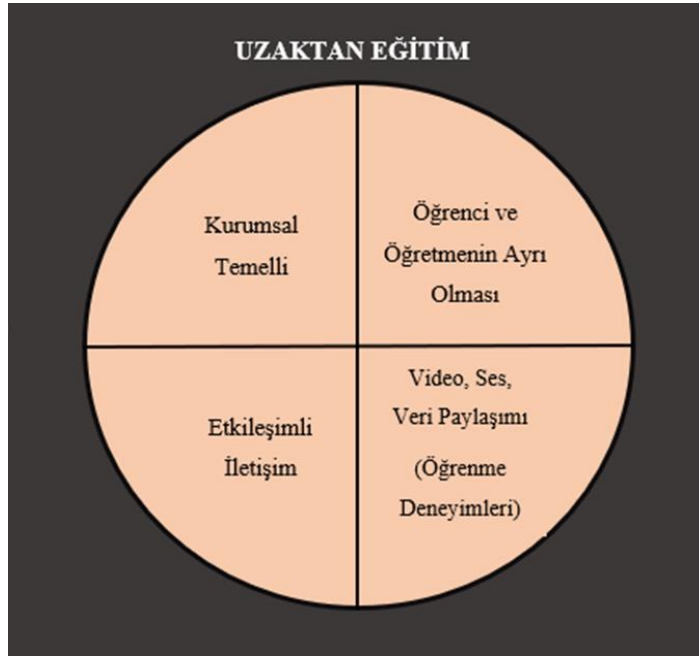 UZAKTAN EĞİTİM
Kurumsal
Temelli
Öğrenci ve
Öğretmenin Ayrı
Olması
Etkileşimli
İletişim
Video, Ses,
Veri Paylaşımı
(Öğrenme
Deneyimleri)